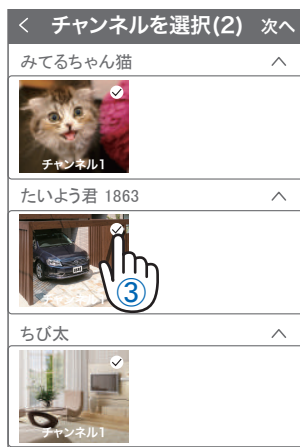 < チャンネルを選択(2) 次へ
みてるちゃん猫
チャンネル1
たいよう君 1863
③
ちび太
チャンネル1